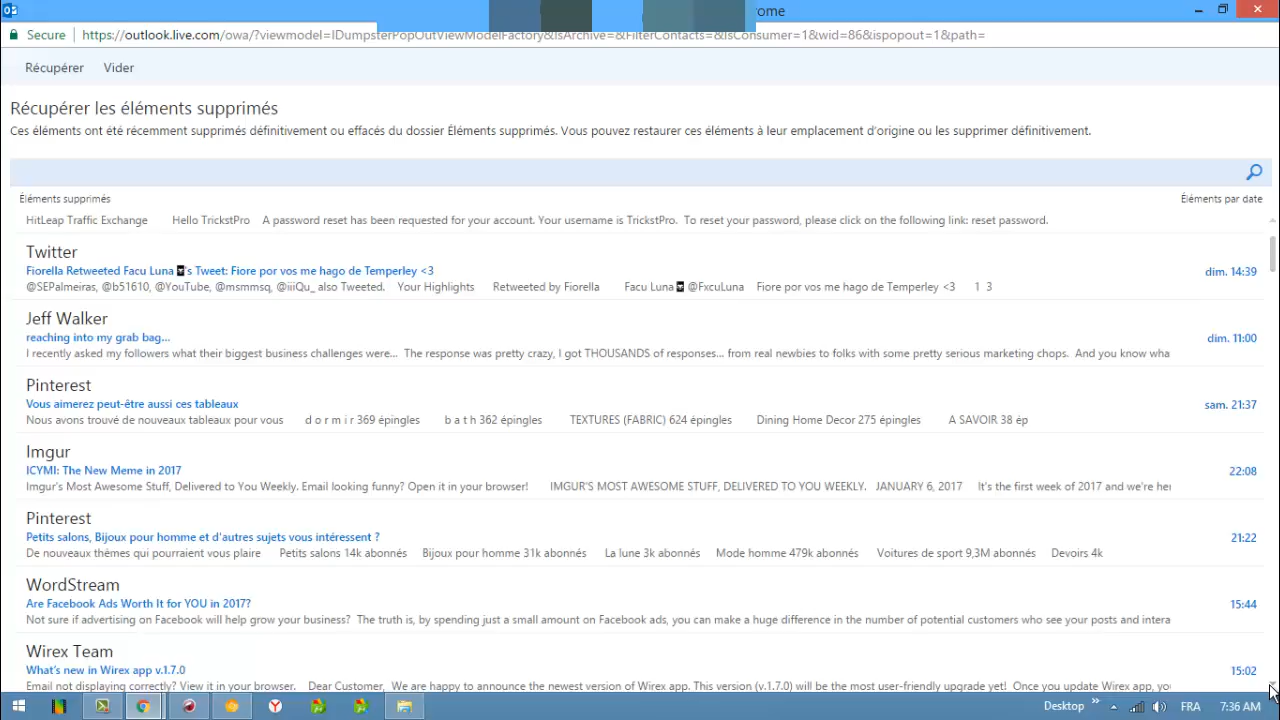 rome
Secure https://outlook.live.com/owa/?viewmodel=IDumpsterPopOutViewModelFactory&IsArchive=&FilterContacts=&IsConsumer=1&wid=86&ispopout=1&path=
Récupérer Vider
Récupérer les éléments supprimés
Ces éléments ont été récemment supprimés définitivement ou effacés du dossier Éléments supprimés. Vous pouvez restaurer ces éléments à leur emplacement d'origine ou les supprimer définitivement.
Éléments supprimés Éléments par date
HitLeap Traffic Exchange Hello TrickstPro A password reset has been requested for your account. Your username is TrickstPro. To reset your password, please click on the following link: reset password.
Twitter
Fiorella Retweeted Facu Luna 's Tweet: Fiore por vos me hago de Temperley <3 dim. 14:39
@SEPalmeiras, @b51610, @YouTube, @msmmsq, @iiiQu_ also Tweeted. Your Highlights Retweeted by Fiorella Facu Luna @FxcuLuna Fiore por vos me hago de Temperley <3 1 3
Jeff Walker
reaching into my grab bag... dim. 11:00
I recently asked my followers what their biggest business challenges were... The response was pretty crazy, I got THOUSANDS of responses... from real newbies to folks with some pretty serious marketing chops. And you know wha
Pinterest
Vous aimerez peut-être aussi ces tableaux sam. 21:37
Nous avons trouvé de nouveaux tableaux pour vous d o r m i r 369 épingles b a t h 362 épingles TEXTURES (FABRIC) 624 épingles Dining Home Decor 275 épingles A SAVOIR 38 ép
Imgur
ICYMI: The New Meme in 2017 22:08
Imgur's Most Awesome Stuff, Delivered to You Weekly. Email looking funny? Open it in your browser! IMGUR'S MOST AWESOME STUFF, DELIVERED TO YOU WEEKLY. JANUARY 6, 2017 It's the first week of 2017 and we're her
Pinterest
Petits salons, Bijoux pour homme et d'autres sujets vous intéressent ? 21:22
De nouveaux thèmes qui pourraient vous plaire Petits salons 14k abonnés Bijoux pour homme 31k abonnés La lune 3k abonnés Mode homme 479k abonnés Voitures de sport 9,3M abonnés Devoirs 4k
WordStream
Are Facebook Ads Worth It for YOU in 2017? 15:44
Not sure if advertising on Facebook will help grow your business? The truth is, by spending just a small amount on Facebook ads, you can make a huge difference in the number of potential customers who see your posts and intera
Wirex Team
What's new in Wirex app v.1.7.0 15:02
Email not displaying correctly? View it in your browser. Dear Customer, We are happy to announce the newest version of Wirex app. This version (v.1.7.0) will be the most user-friendly upgrade yet! Once you update Wirex app, you
Desktop FRA 7:36 AM